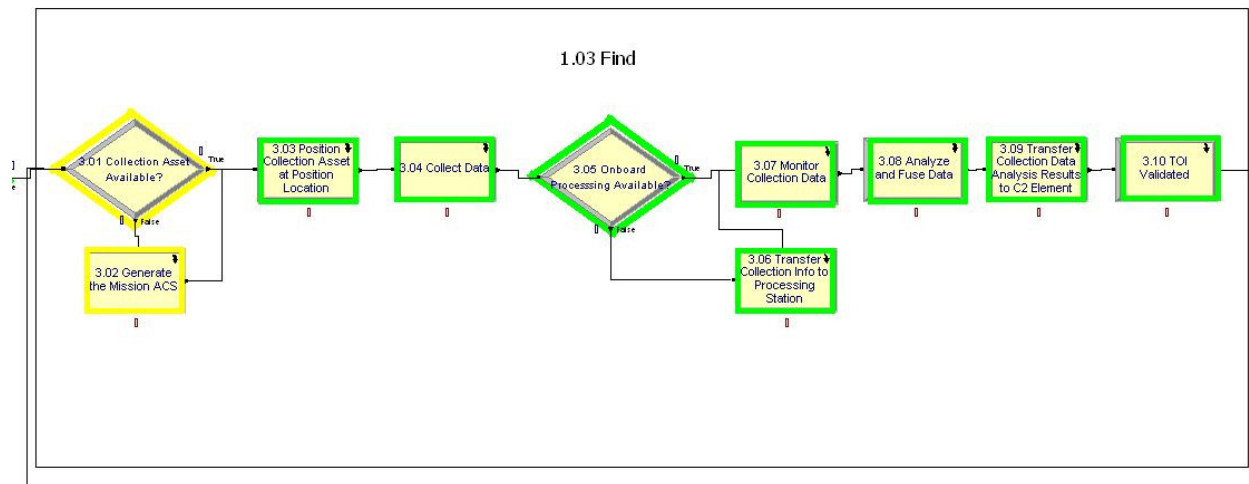 1.03 Find
3.01 Collection Asset
Available?
True
False
3.02 Generate
the Mission ACS
3.03 Position
Collection Asset
at Position
Location
3.04 Collect Data
3.05 Onboard
Processsing Available?
True
False
3.06 Transfer
Collection Info to
Processing
Station
3.07 Monitor
Collection Data
3.08 Analyze
and Fuse Data
3.09 Transfer
Collection Data
Analysis Results
to C2 Element
3.10 TOI
Validated